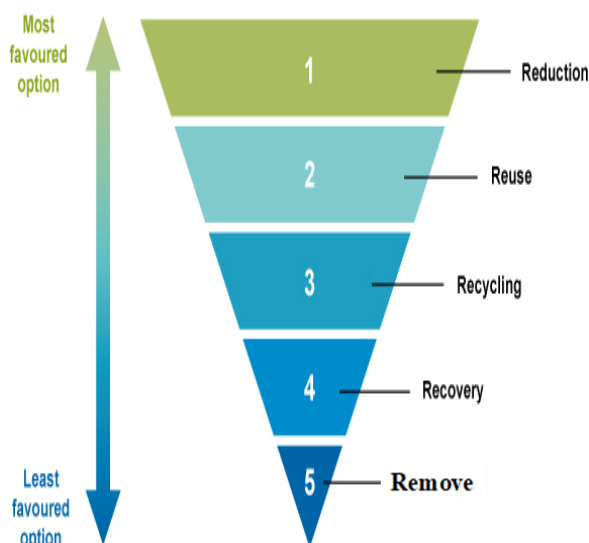 Most
favoured
option
1
Reduction
2
Reuse
3
Recycling
4
Recovery
5
Remove
Least
favoured
option